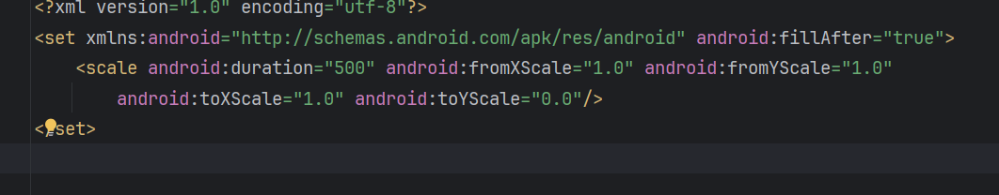 <?xml version="1.0" encoding="utf-8"?>
<set xmlns:android="http://schemas.android.com/apk/res/android" android:fillAfter="true">
<scale android:duration="500" android:fromXScale="1.0" android:fromYScale="1.0"
android:toXScale="1.0" android:toYScale="0.0"/>
</set>